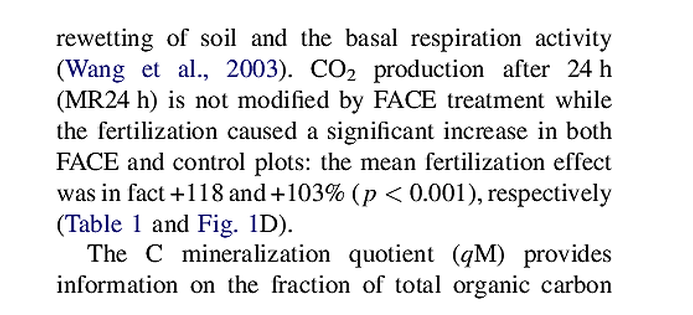 rewetting of soil and the basal respiration activity
(Wang et al., 2003). CO₂ production after 24 h
(MR24 h) is not modified by FACE treatment while
the fertilization caused a significant increase in both
FACE and control plots: the mean fertilization effect
was in fact +118 and +103% (p < 0.001), respectively
(Table 1 and Fig. 1D).
The C mineralization quotient (qM) provides
information on the fraction of total organic carbon